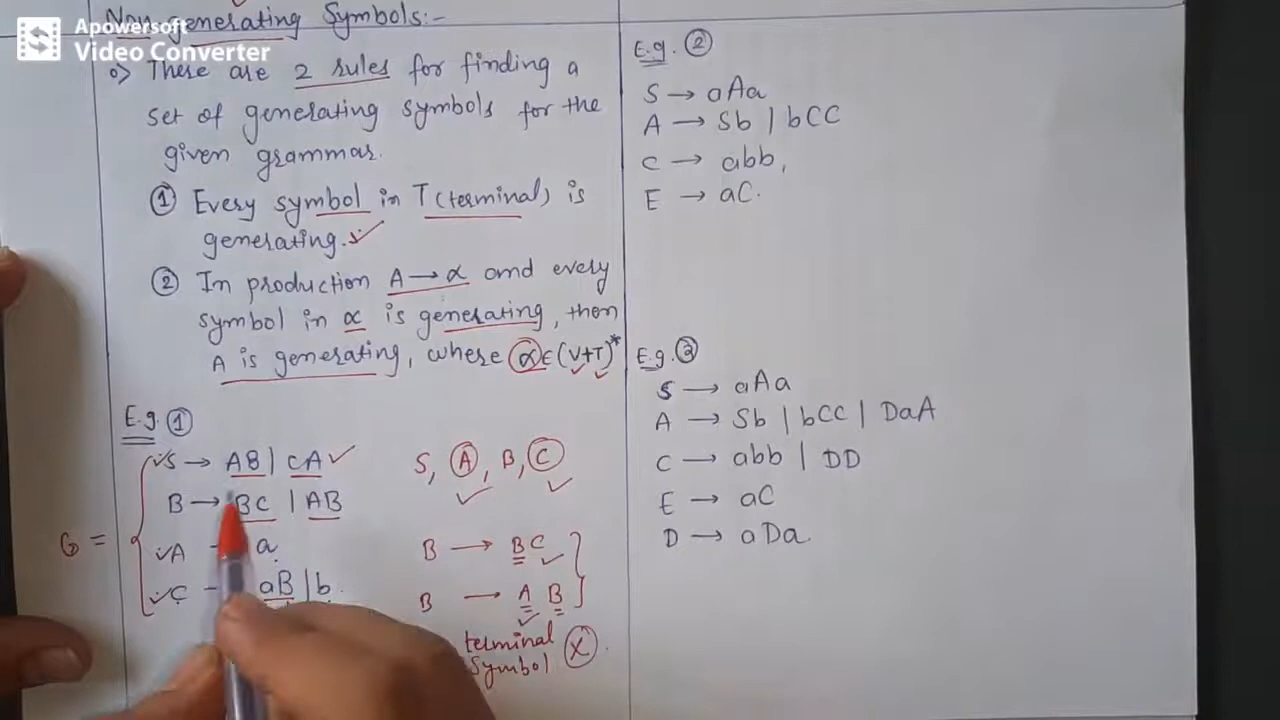 Apowersoft
Video Converter
Non generating Symbols:-
There are 2 rules for finding a
set of generating symbols for the
given grammar.
① Every symbol in T(terminal) is
generating.
② In production A → α and every
symbol in α is generating, then
A is generating, where α ∈ (V+T)*
E.g. ①
G =
S → AB | CA
B → BC | AB
A a
C aB | b.
S, A, B, C
B → BC
B → A B
terminal
symbol X
E.g. ②
S → aAa
A → Sb | bCC
C → abb,
E → aC.
E.g. ③
S → aAa
A → Sb | bCC | DaA
C → abb | DD
E → aC
D → aDa